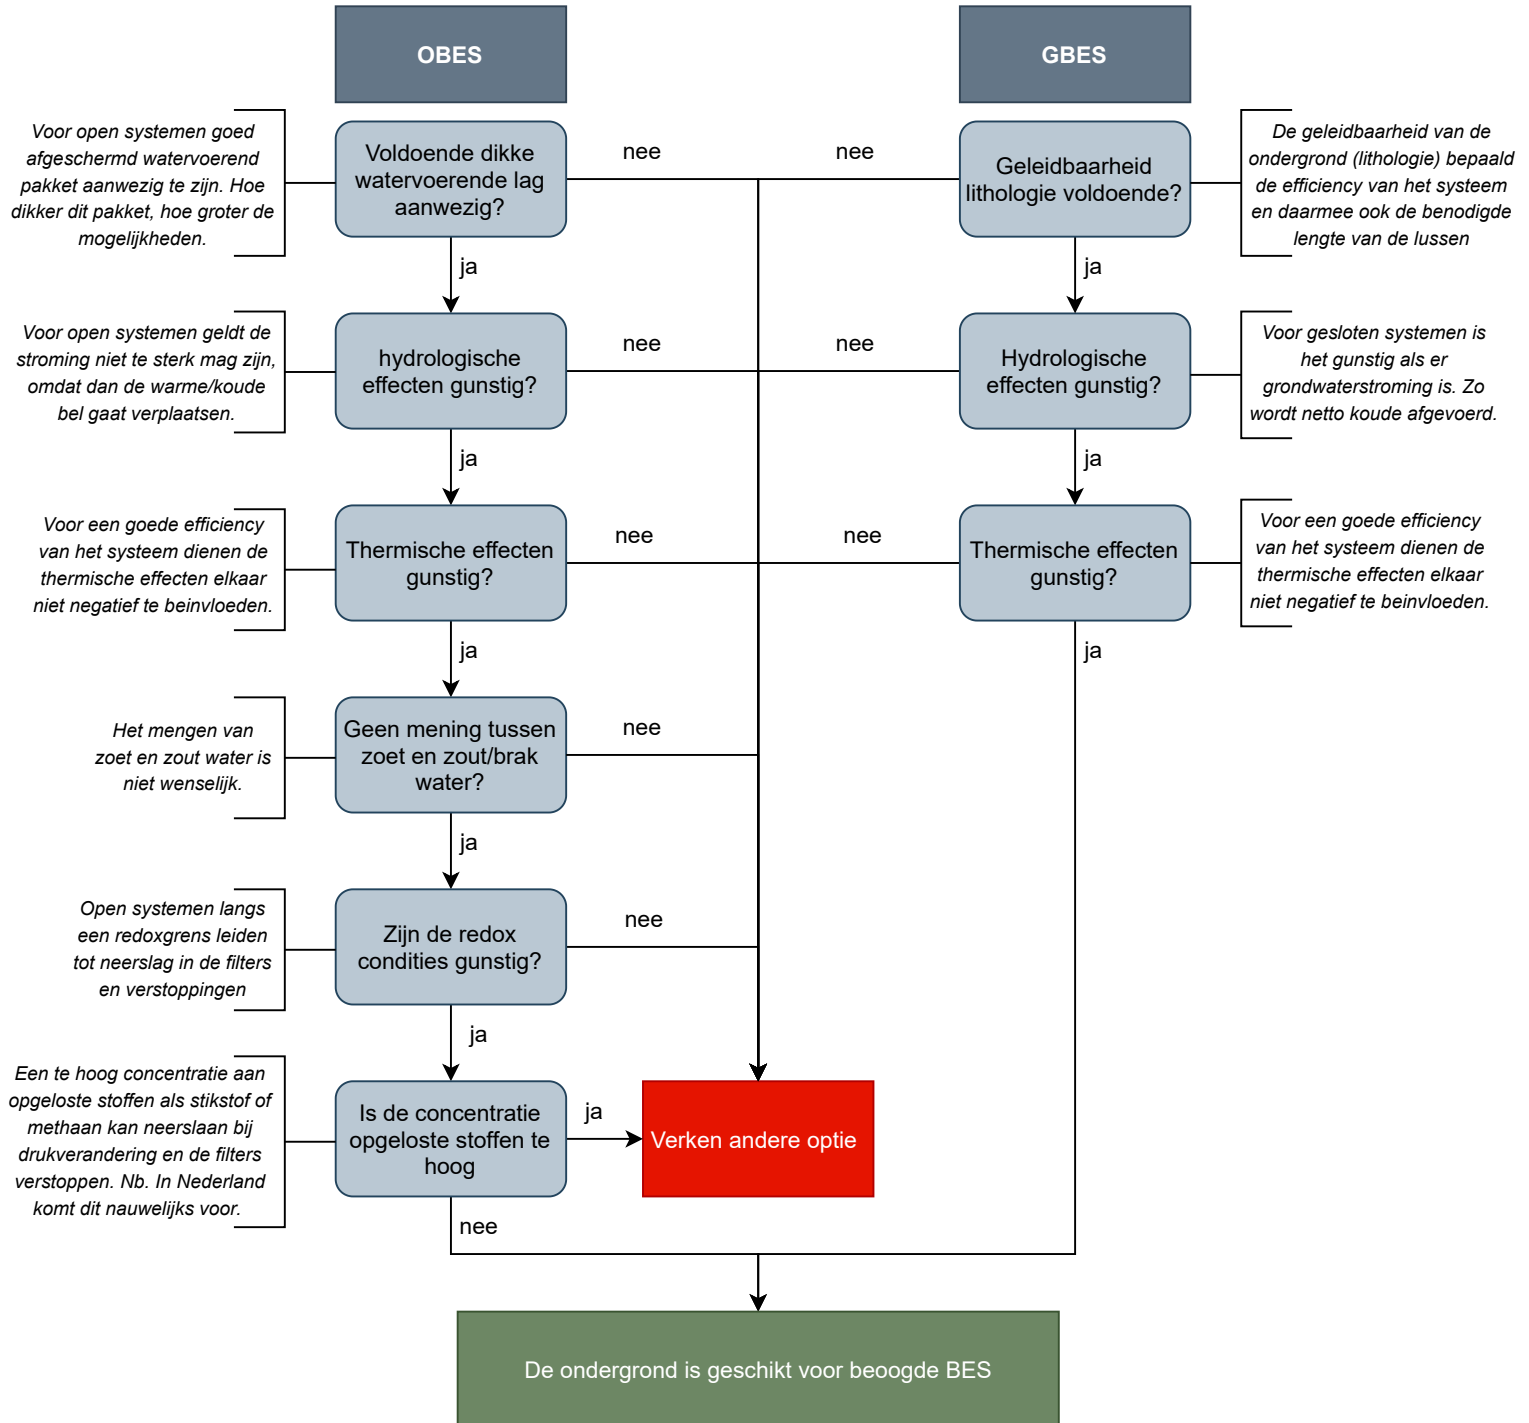 OBES
GBES
Voor open systemen goed
afgeschermd watervoerend
pakket aanwezig te zijn. Hoe
dikker dit pakket, hoe groter de
mogelijkheden.
Voldoende dikke
watervoerende lag
aanwezig?
nee
nee
Geleidbaarheid
lithologie voldoende?
De geleidbaarheid van de
ondergrond (lithologie) bepaald
de efficiency van het systeem
en daarmee ook de benodigde
lengte van de lussen
ja
ja
Voor open systemen geldt de
stroming niet te sterk mag zijn,
omdat dan de warme/koude
bel gaat verplaatsen.
hydrologische
effecten gunstig?
nee
nee
Hydrologische
effecten gunstig?
Voor gesloten systemen is
het gunstig als er
grondwaterstroming is. Zo
wordt netto koude afgevoerd.
ja
ja
Voor een goede efficiency
van het systeem dienen de
thermische effecten elkaar
niet negatief te beinvloeden.
Thermische effecten
gunstig?
nee
nee
Thermische effecten
gunstig?
Voor een goede efficiency
van het systeem dienen de
thermische effecten elkaar
niet negatief te beinvloeden.
ja
ja
Het mengen van
zoet en zout water is
niet wenselijk.
Geen mening tussen
zoet en zout/brak
water?
nee
ja
Open systemen langs
een redoxgrens leiden
tot neerslag in de filters
en verstoppingen
Zijn de redox
condities gunstig?
nee
ja
Een te hoog concentratie aan
opgeloste stoffen als stikstof of
methaan kan neerslaan bij
drukverandering en de filters
verstoppen. Nb. In Nederland
komt dit nauwelijks voor.
Is de concentratie
opgeloste stoffen te
hoog
ja
Verken andere optie
nee
De ondergrond is geschikt voor beoogde BES